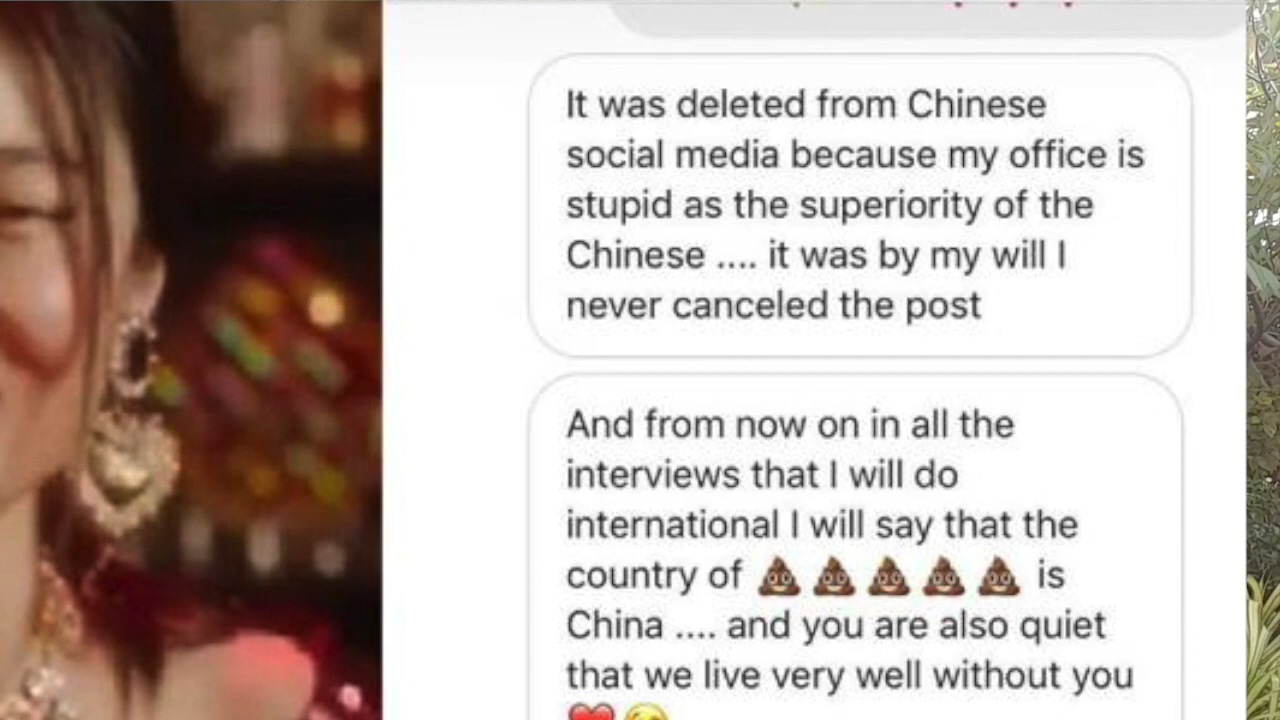 It was deleted from Chinese
social media because my office is
stupid as the superiority of the
Chinese .... it was by my will I
never canceled the post
And from now on in all the
interviews that I will do
international I will say that the
country of 💩 💩 💩 💩 💩 is
China .... and you are also quiet
that we live very well without you